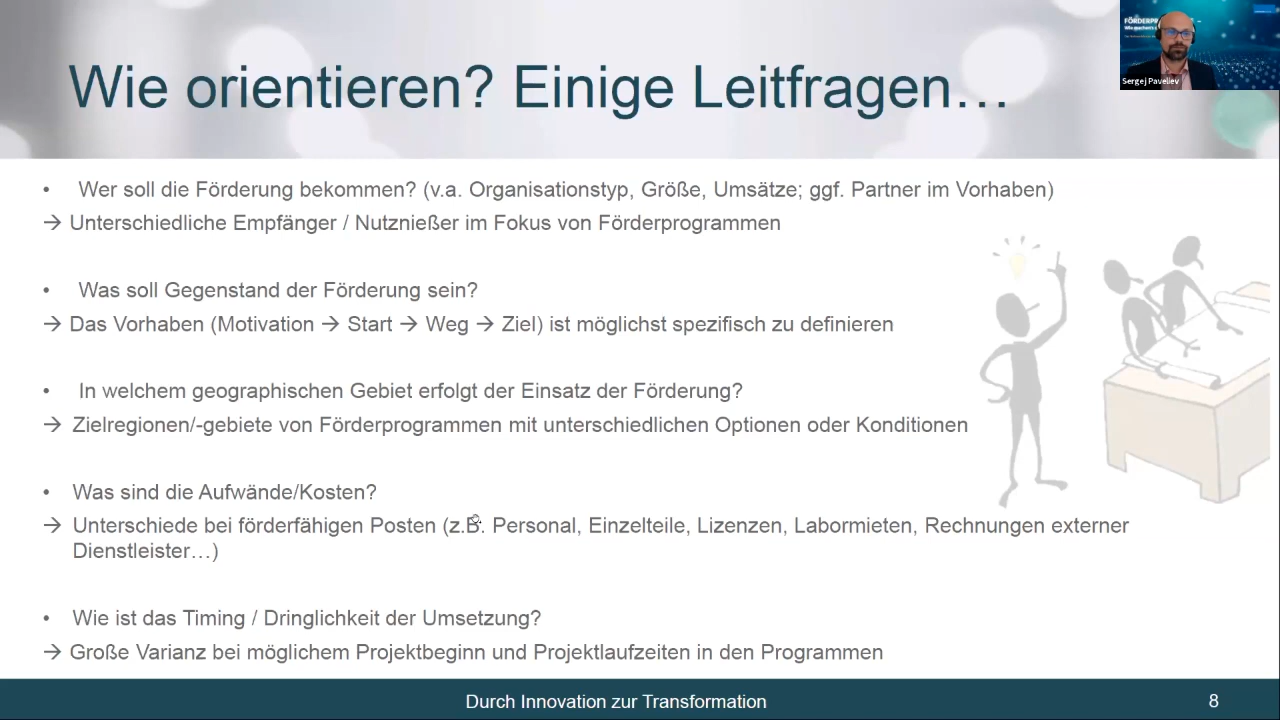 Wie orientieren? Einige Leitfragen…
Sergej Paveliev
• Wer soll die Förderung bekommen? (v.a. Organisationstyp, Größe, Umsätze; ggf. Partner im Vorhaben)
→ Unterschiedliche Empfänger / Nutznießer im Fokus von Förderprogrammen
• Was soll Gegenstand der Förderung sein?
→ Das Vorhaben (Motivation → Start → Weg → Ziel) ist möglichst spezifisch zu definieren
• In welchem geographischen Gebiet erfolgt der Einsatz der Förderung?
→ Zielregionen/-gebiete von Förderprogrammen mit unterschiedlichen Optionen oder Konditionen
• Was sind die Aufwände/Kosten?
→ Unterschiede bei förderfähigen Posten (z.B. Personal, Einzelteile, Lizenzen, Labormieten, Rechnungen externer
Dienstleister…)
• Wie ist das Timing / Dringlichkeit der Umsetzung?
→ Große Varianz bei möglichem Projektbeginn und Projektlaufzeiten in den Programmen
Durch Innovation zur Transformation
8